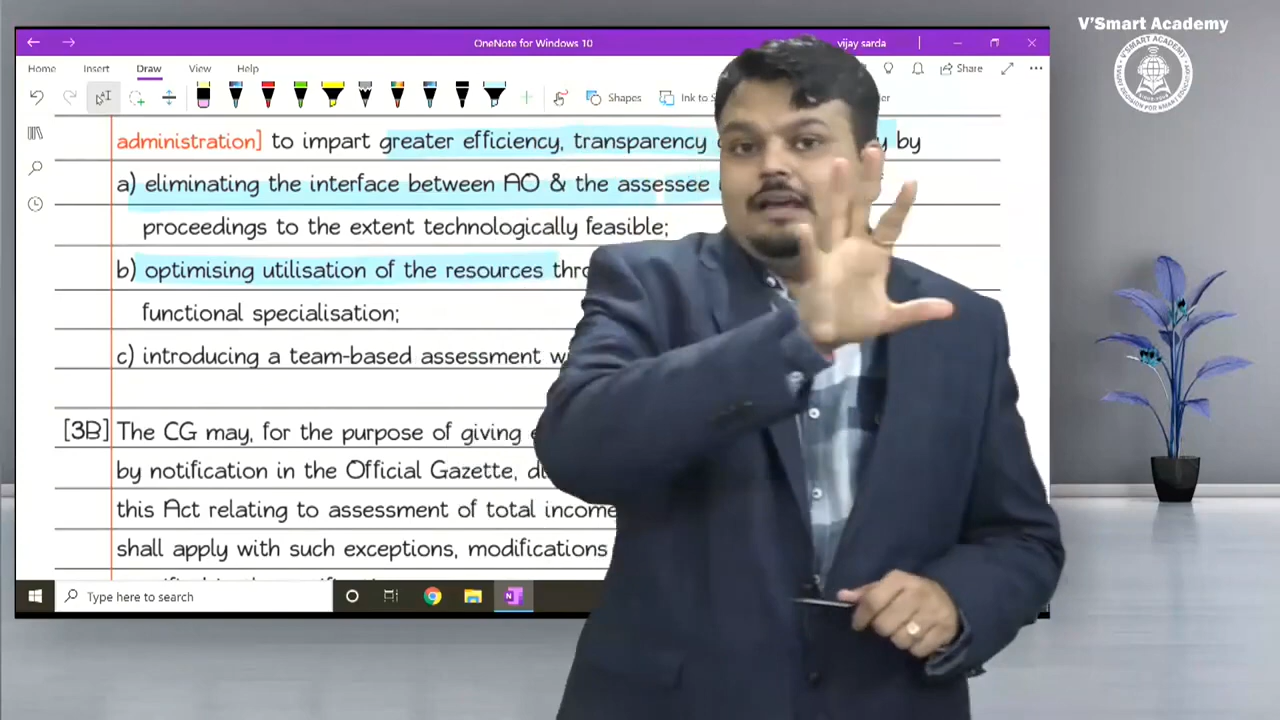 V'Smart Academy
OneNote for Windows 10
vijay sarda
Home Insert Draw View Help
Shapes
Ink to
Share
administration] to impart greater efficiency, transparency by
a) eliminating the interface between AO & the assessee
proceedings to the extent technologically feasible;
b) optimising utilisation of the resources
functional specialisation;
c) introducing a team-based assessment
[3B] The CG may, for the purpose of giving
by notification in the Official Gazette,
this Act relating to assessment of total income
shall apply with such exceptions, modifications
Type here to search